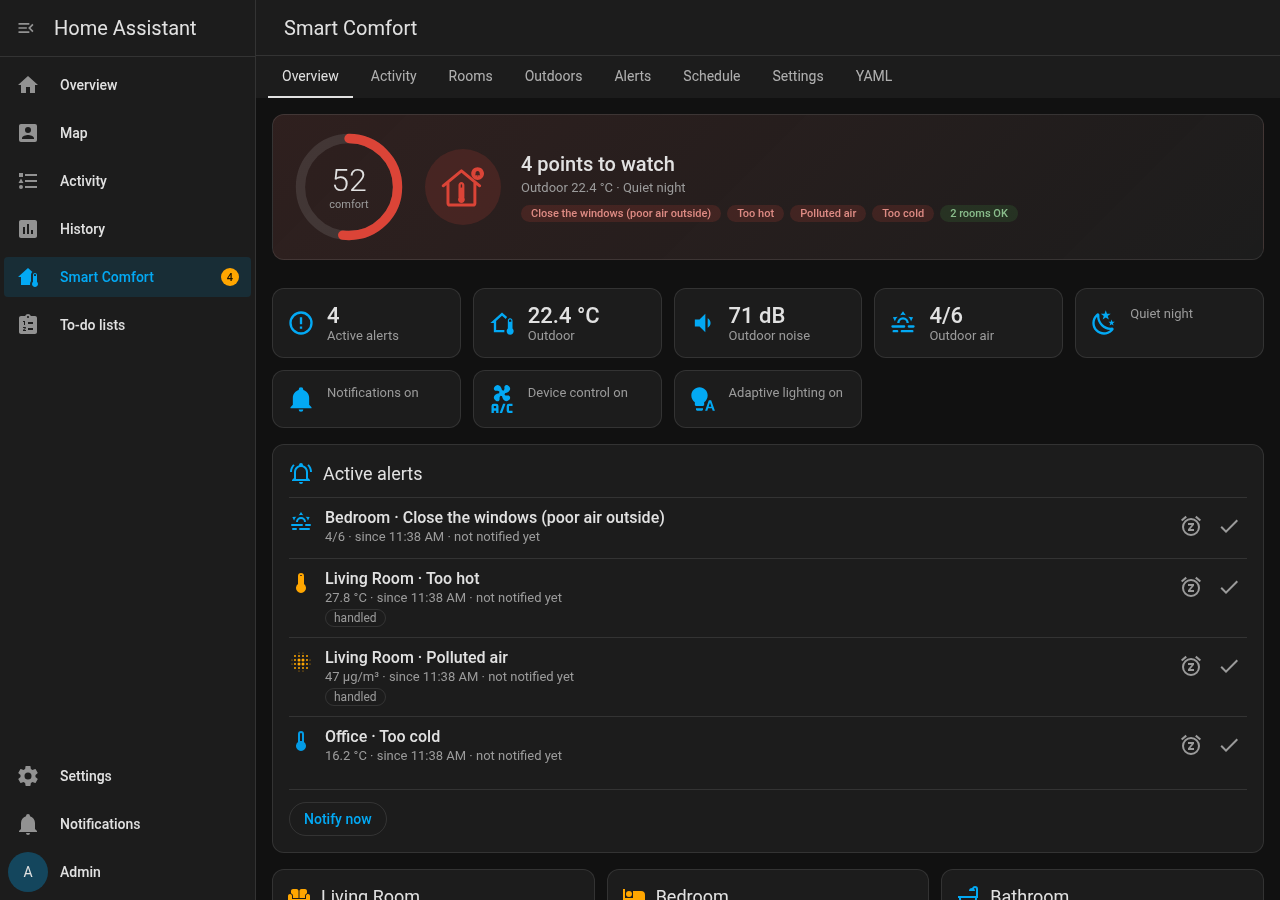 Home Assistant
Smart Comfort
Overview
Map
Activity
History
Smart Comfort
4
To-do lists
Settings
Notifications
A
Admin
Overview
Activity
Rooms
Outdoors
Alerts
Schedule
Settings
YAML
52
comfort
4 points to watch
Outdoor 22.4 °C · Quiet night
Close the windows (poor air outside)
Too hot
Polluted air
Too cold
2 rooms OK
4
Active alerts
22.4 °C
Outdoor
71 dB
Outdoor noise
4/6
Outdoor air
Quiet night
Notifications on
A/C
Device control on
A
Adaptive lighting on
Active alerts
Bedroom · Close the windows (poor air outside)
4/6 · since 11:38 AM · not notified yet
Living Room · Too hot
27.8 °C · since 11:38 AM · not notified yet
handled
Living Room · Polluted air
47 µg/m³ · since 11:38 AM · not notified yet
handled
Office · Too cold
16.2 °C · since 11:38 AM · not notified yet
Notify now
Living Room
Bedroom
Bathroom